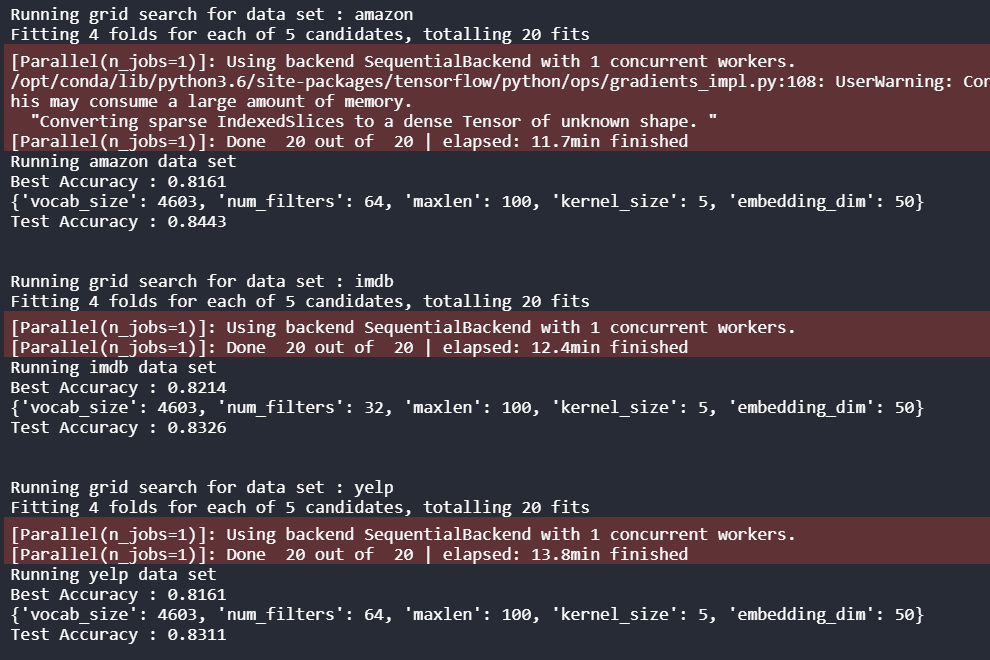 Running grid search for data set : amazon
Fitting 4 folds for each of 5 candidates, totalling 20 fits
[Parallel(n_jobs=1)]: Using backend SequentialBackend with 1 concurrent workers.
/opt/conda/lib/python3.6/site-packages/tensorflow/python/ops/gradients_impl.py:108: UserWarning: Con
his may consume a large amount of memory.
  "Converting sparse IndexedSlices to a dense Tensor of unknown shape. "
[Parallel(n_jobs=1)]: Done  20 out of  20 | elapsed: 11.7min finished
Running amazon data set
Best Accuracy : 0.8161
{'vocab_size': 4603, 'num_filters': 64, 'maxlen': 100, 'kernel_size': 5, 'embedding_dim': 50}
Test Accuracy : 0.8443
Running grid search for data set : imdb
Fitting 4 folds for each of 5 candidates, totalling 20 fits
[Parallel(n_jobs=1)]: Using backend SequentialBackend with 1 concurrent workers.
[Parallel(n_jobs=1)]: Done  20 out of  20 | elapsed: 12.4min finished
Running imdb data set
Best Accuracy : 0.8214
{'vocab_size': 4603, 'num_filters': 32, 'maxlen': 100, 'kernel_size': 5, 'embedding_dim': 50}
Test Accuracy : 0.8326
Running grid search for data set : yelp
Fitting 4 folds for each of 5 candidates, totalling 20 fits
[Parallel(n_jobs=1)]: Using backend SequentialBackend with 1 concurrent workers.
[Parallel(n_jobs=1)]: Done  20 out of  20 | elapsed: 13.8min finished
Running yelp data set
Best Accuracy : 0.8161
{'vocab_size': 4603, 'num_filters': 64, 'maxlen': 100, 'kernel_size': 5, 'embedding_dim': 50}
Test Accuracy : 0.8311